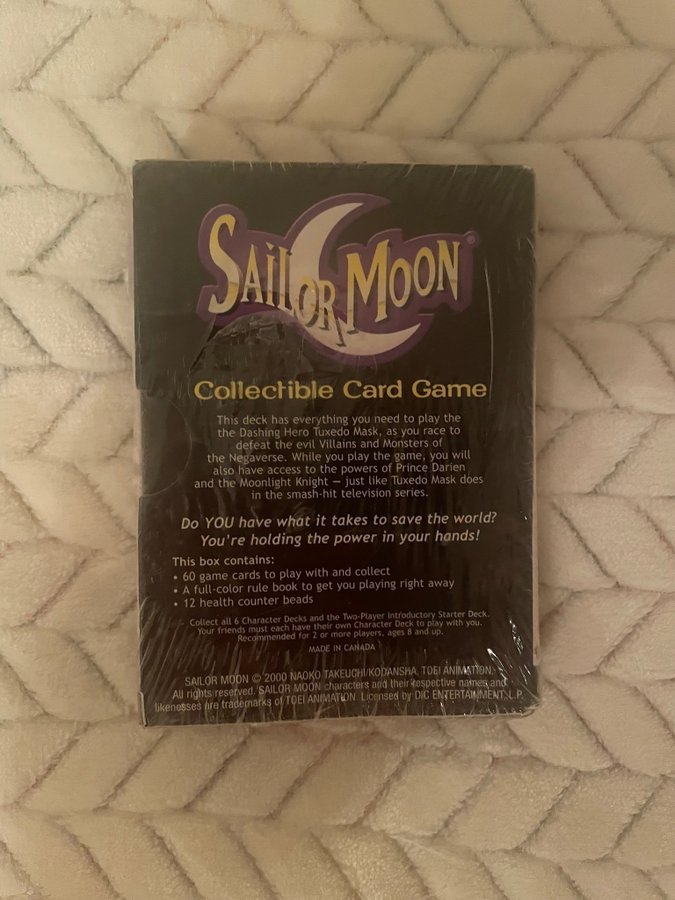 SAILOR MOON®
Collectible Card Game
This deck has everything you need to play the
the Dashing Hero Tuxedo Mask, as you race to
defeat the evil Villains and Monsters of
the Negaverse. While you play the game, you will
also have access to the powers of Prince Darien
and the Moonlight Knight — just like Tuxedo Mask does
in the smash-hit television series.
Do YOU have what it takes to save the world?
You're holding the power in your hands!
This box contains:
• 60 game cards to play with and collect
• A full-color rule book to get you playing right away
• 12 health counter beads
Collect all 6 Character Decks and the Two-Player Introductory Starter Deck.
Your friends must each have their own Character Deck to play with you.
Recommended for 2 or more players, ages 8 and up.
MADE IN CANADA
SAILOR MOON © 2000 NAOKO TAKEUCHI/KODANSHA, TOEI ANIMATION.
All rights reserved. SAILOR MOON characters and their respective names and
likenesses are trademarks of TOEI ANIMATION. Licensed by DIC ENTERTAINMENT, L.P.